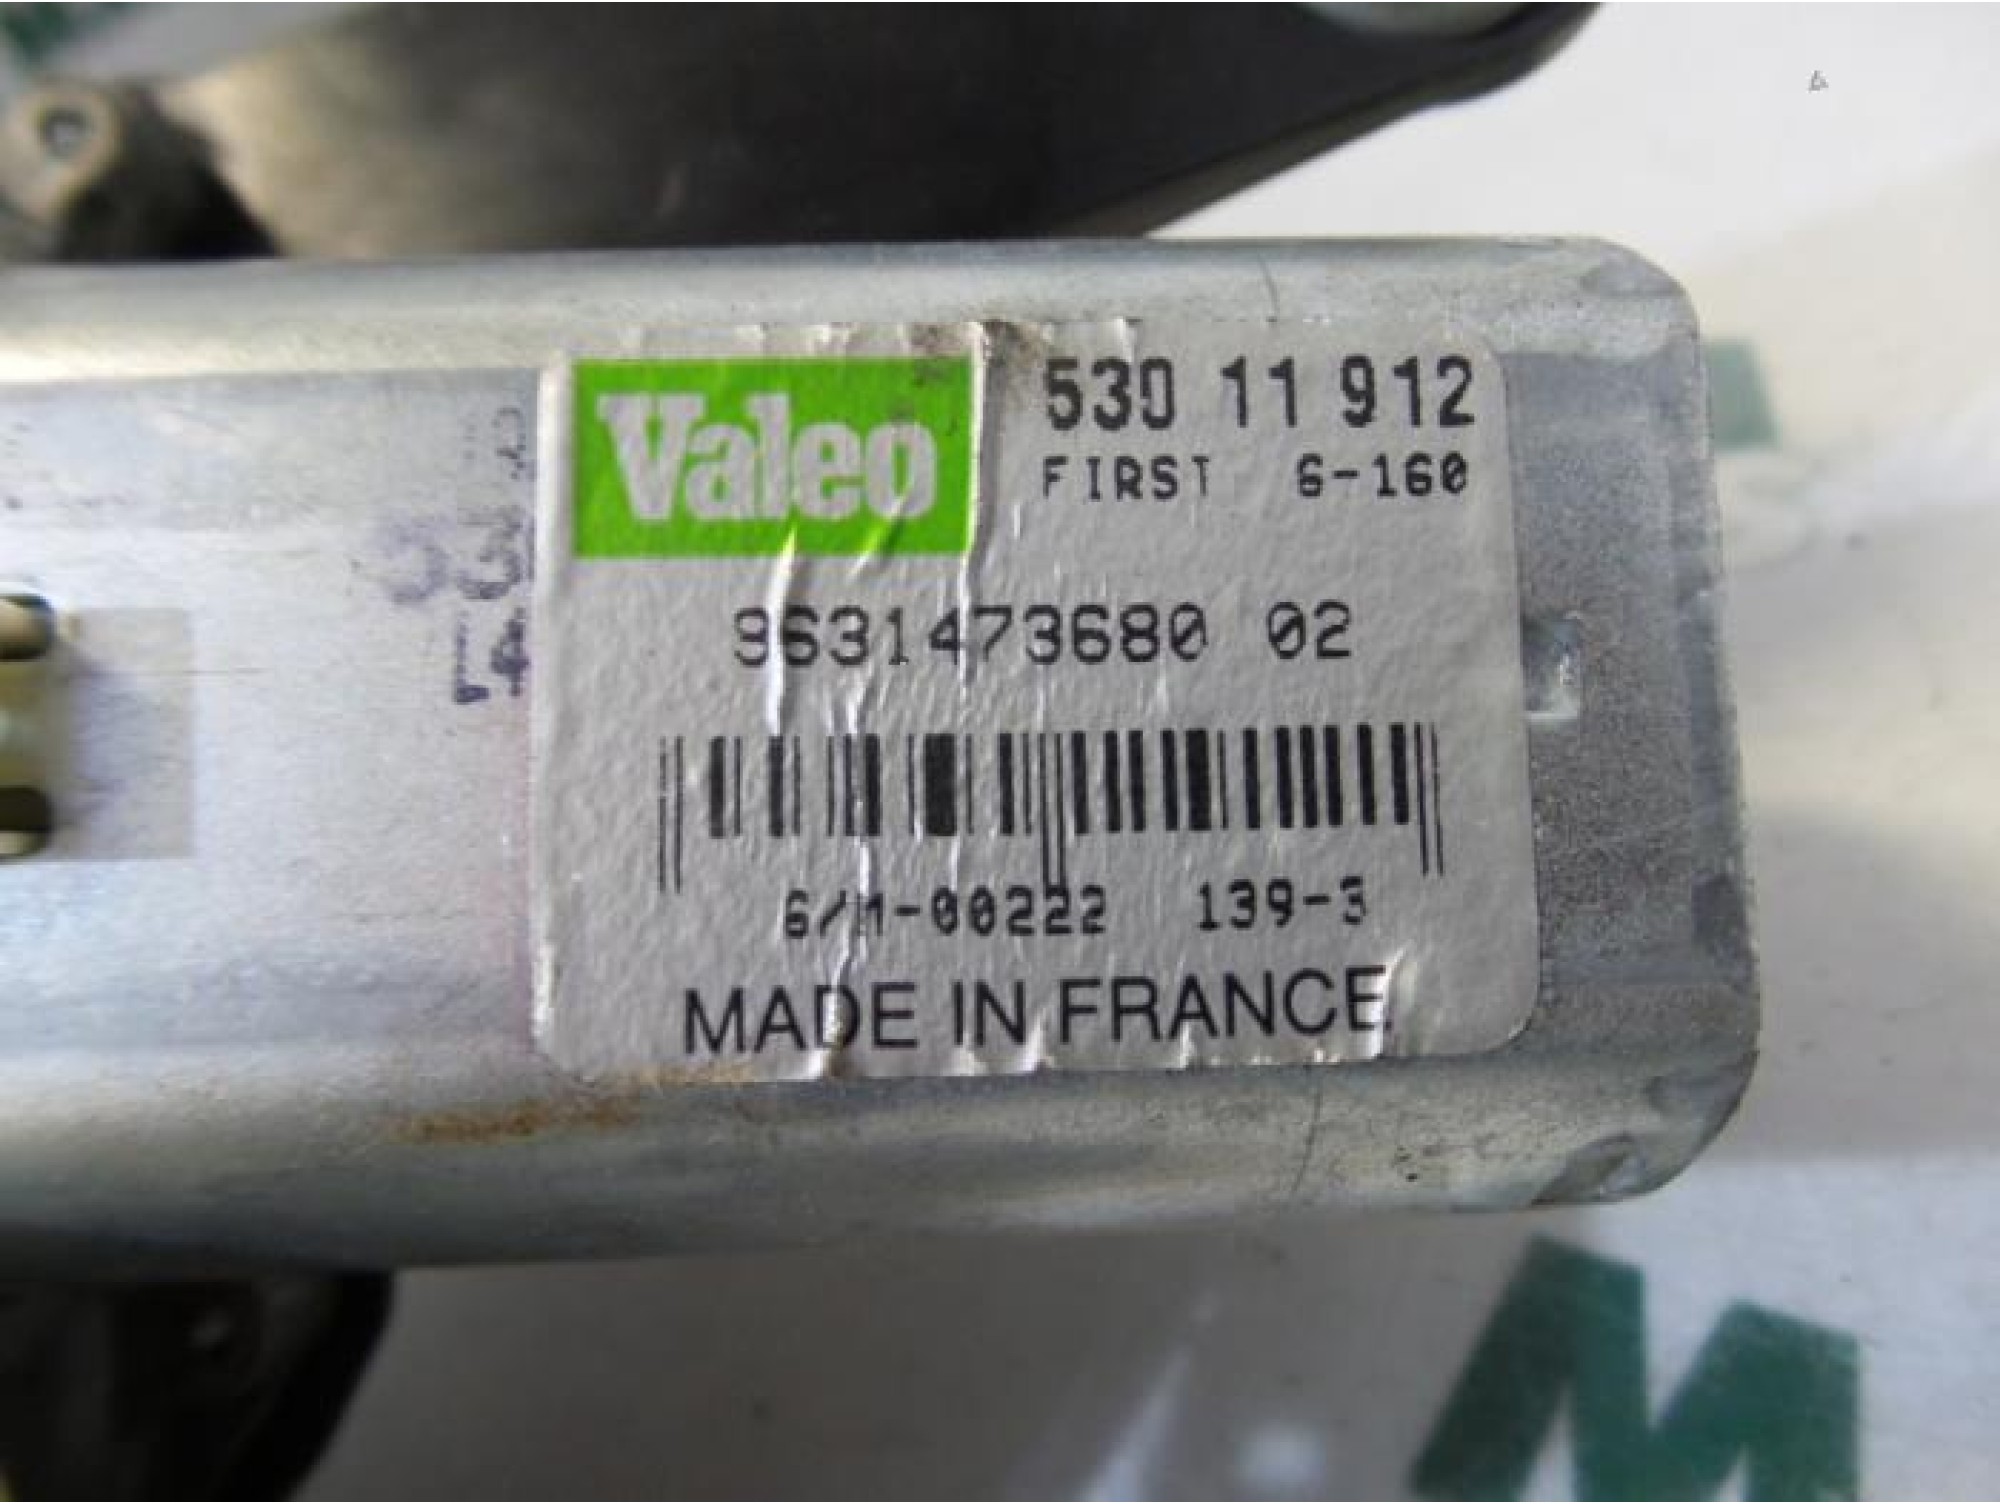 Valeo
530 11 912
FIRST 6-160
9631473680 02
6/M-00222 139-3
MADE IN FRANCE
M